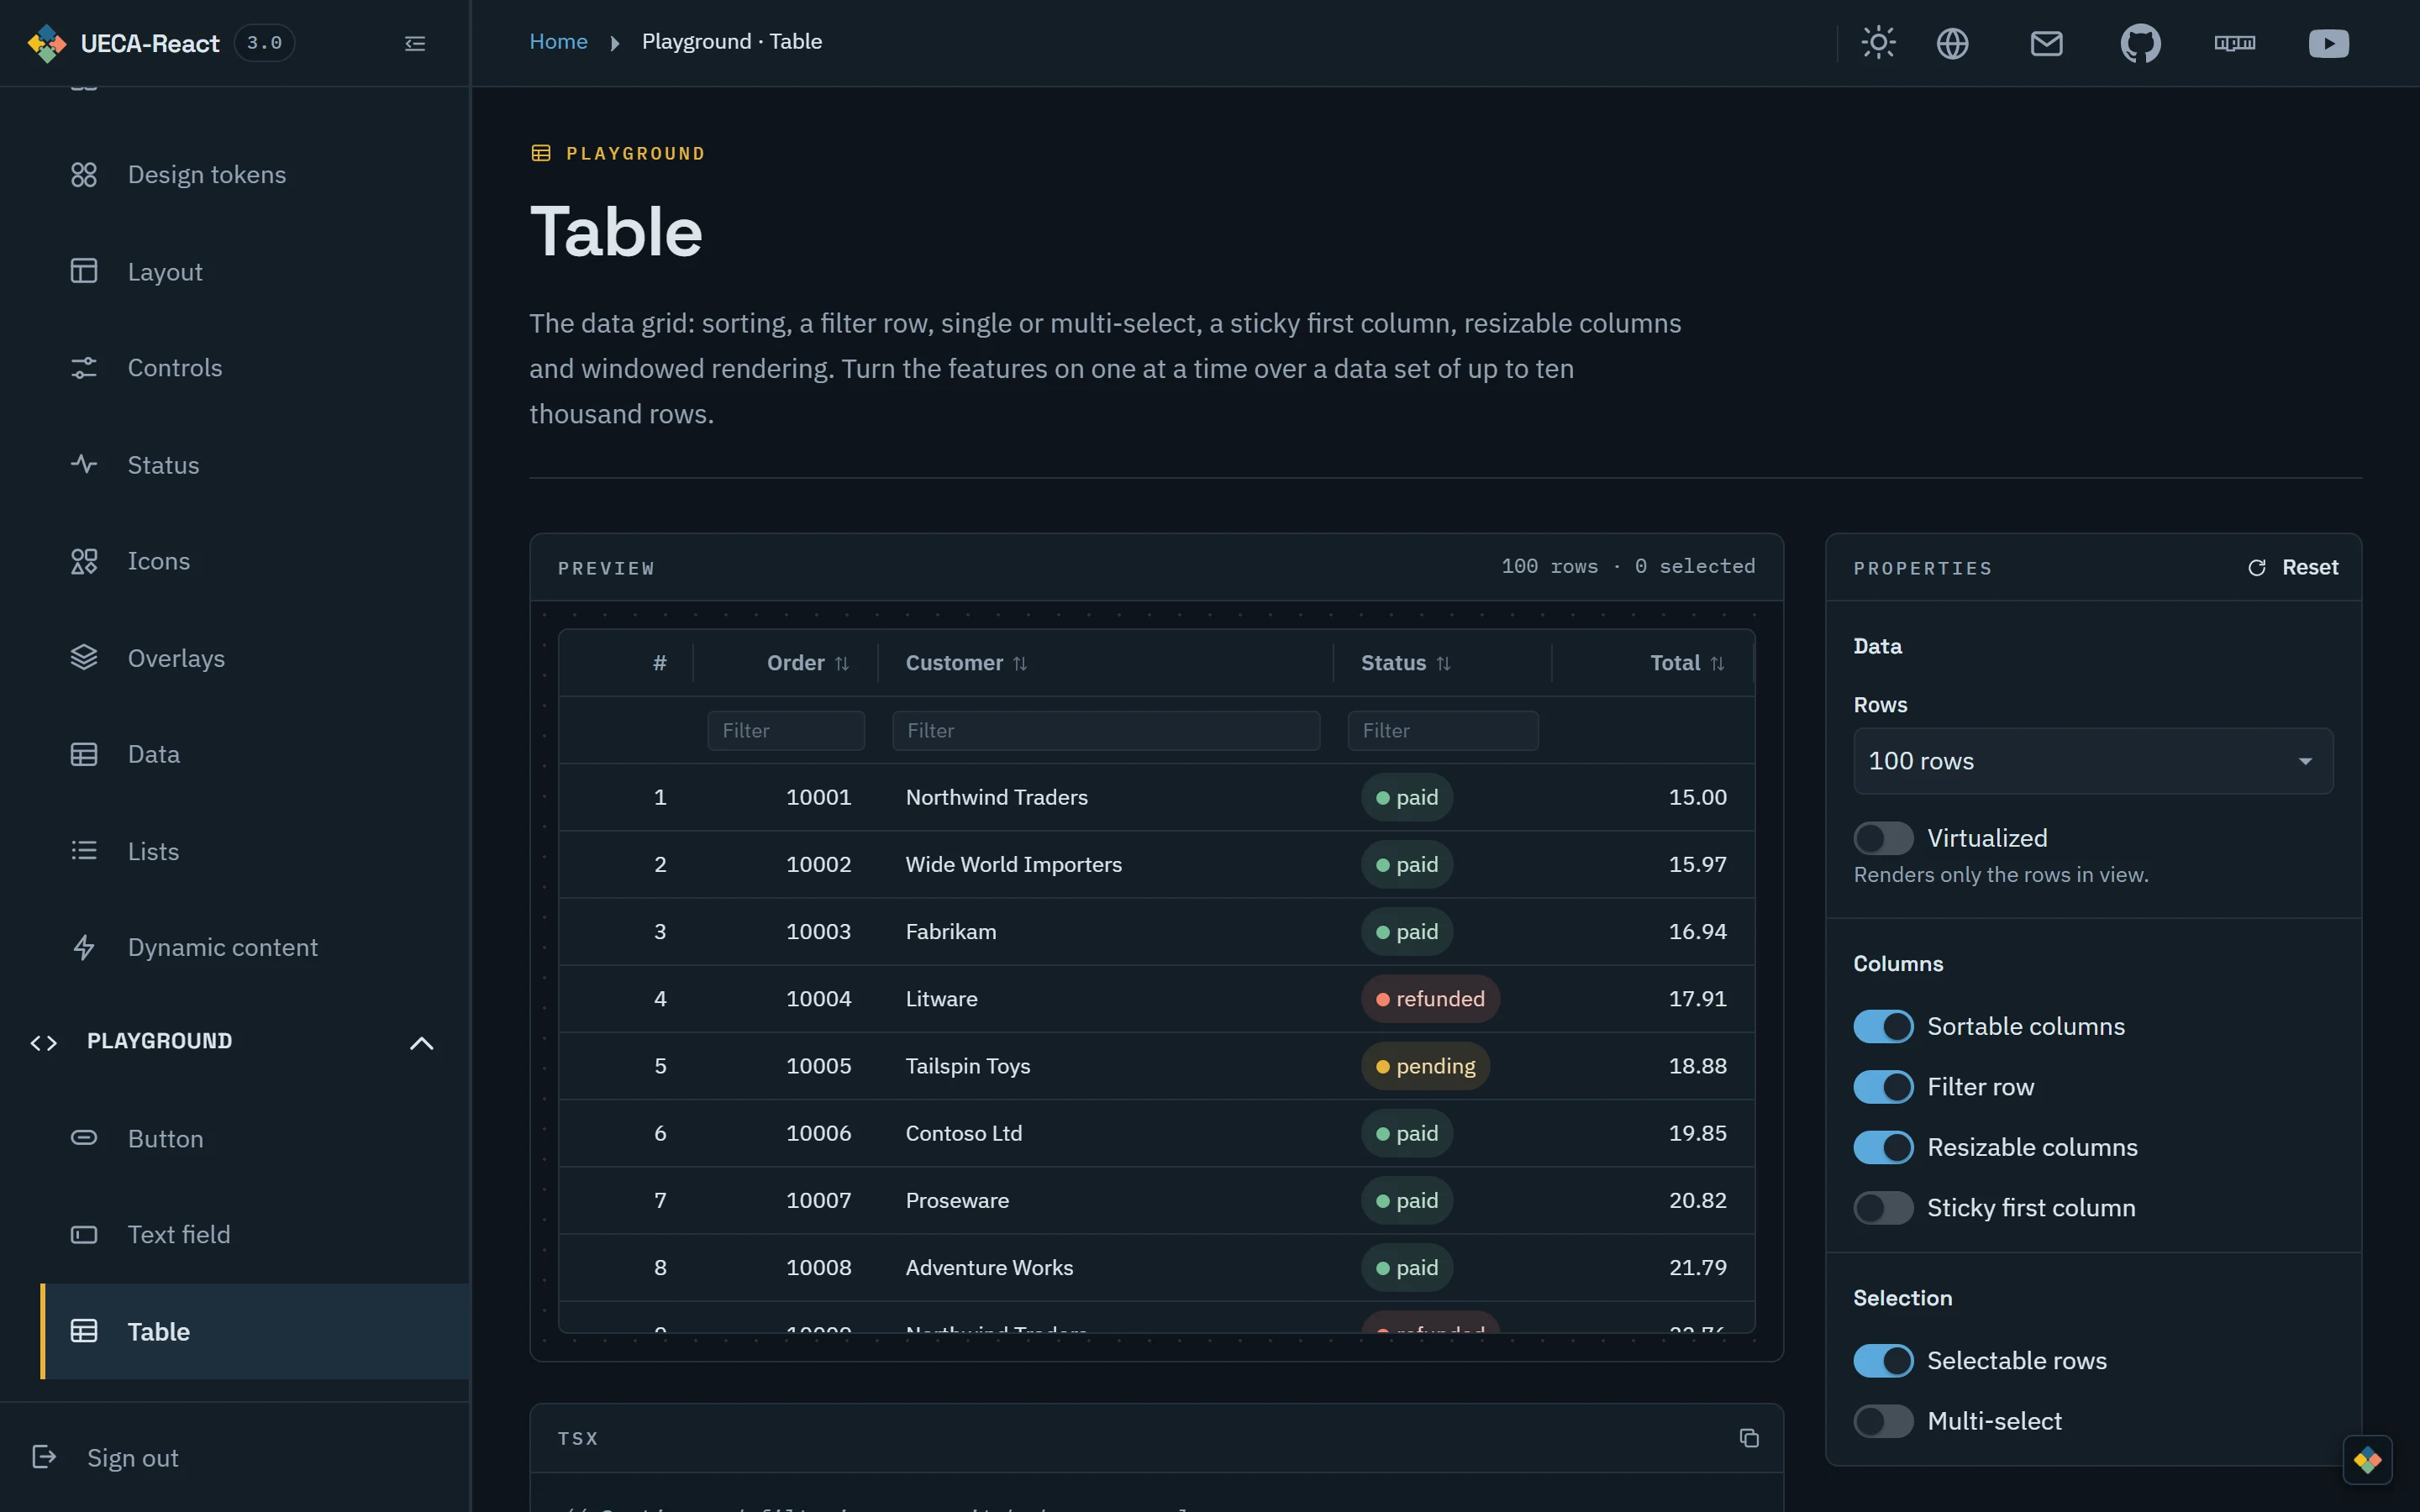 UECA-React 3.0
Home Playground · Table
Design tokens
Layout
Controls
Status
Icons
Overlays
Data
Lists
Dynamic content
PLAYGROUND
Button
Text field
Table
Sign out
PLAYGROUND
Table
The data grid: sorting, a filter row, single or multi-select, a sticky first column, resizable columns
and windowed rendering. Turn the features on one at a time over a data set of up to ten
thousand rows.
PREVIEW 100 rows · 0 selected
# Order Customer Status Total
Filter Filter Filter
1 10001 Northwind Traders paid 15.00
2 10002 Wide World Importers paid 15.97
3 10003 Fabrikam paid 16.94
4 10004 Litware refunded 17.91
5 10005 Tailspin Toys pending 18.88
6 10006 Contoso Ltd paid 19.85
7 10007 Proseware paid 20.82
8 10008 Adventure Works paid 21.79
9 10009 Northwind Traders refunded 22.76
TSX
PROPERTIES Reset
Data
Rows
100 rows
Virtualized
Renders only the rows in view.
Columns
Sortable columns
Filter row
Resizable columns
Sticky first column
Selection
Selectable rows
Multi-select